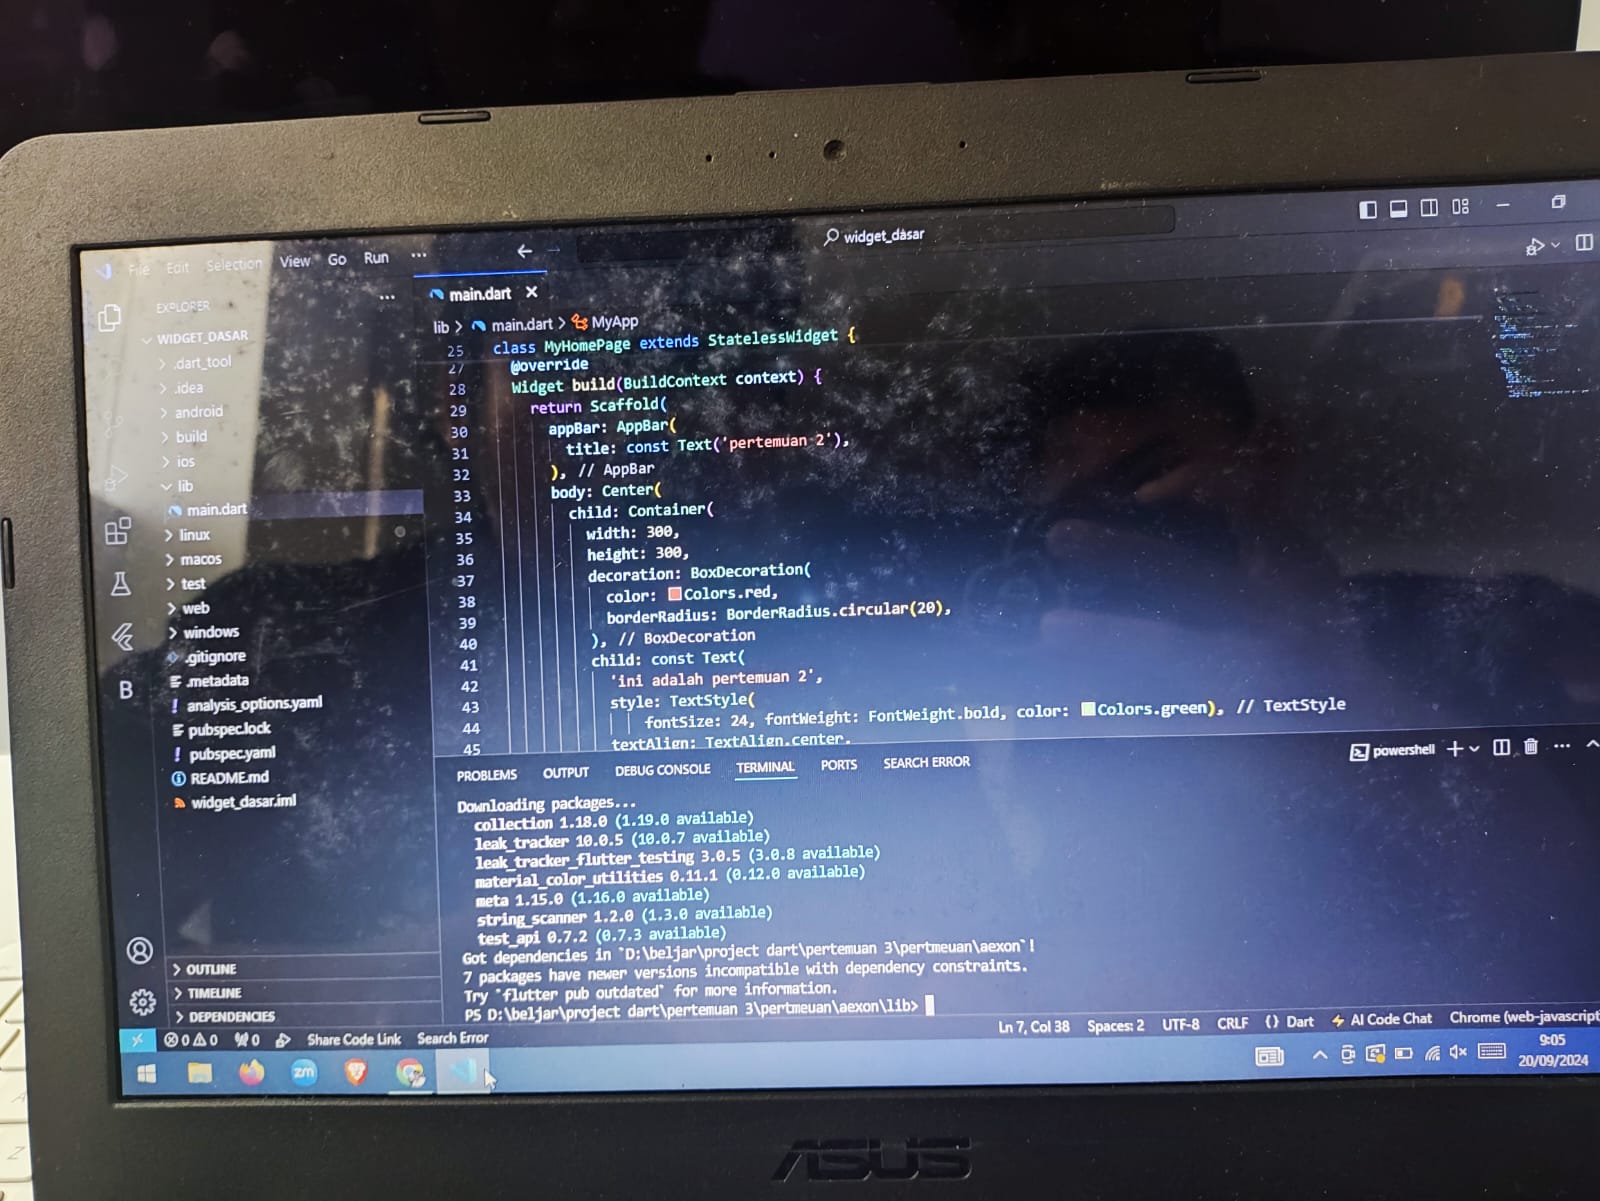 File Edit Selection View Go Run ...
widget_dasar
EXPLORER
...
WIDGET_DASAR
.dart_tool
.idea
android
build
ios
lib
main.dart
linux
macos
test
web
windows
.gitignore
.metadata
analysis_options.yaml
pubspec.lock
pubspec.yaml
README.md
widget_dasar.iml
OUTLINE
TIMELINE
DEPENDENCIES
main.dart
lib > main.dart > MyApp
25 class MyHomePage extends StatelessWidget {
27 @override
28 Widget build(BuildContext context) {
29 return Scaffold(
30 appBar: AppBar(
31 title: const Text('pertemuan 2'),
32 ), // AppBar
33 body: Center(
34 child: Container(
35 width: 300,
36 height: 300,
37 decoration: BoxDecoration(
38 color: Colors.red,
39 borderRadius: BorderRadius.circular(20),
40 ), // BoxDecoration
41 child: const Text(
42 'ini adalah pertemuan 2',
43 style: TextStyle(
44 fontSize: 24, fontWeight: FontWeight.bold, color: Colors.green), // TextStyle
45 textAlign: TextAlign.center,
PROBLEMS OUTPUT DEBUG CONSOLE TERMINAL PORTS SEARCH ERROR
powershell
Downloading packages...
collection 1.18.0 (1.19.0 available)
leak_tracker 10.0.5 (10.0.7 available)
leak_tracker_flutter_testing 3.0.5 (3.0.8 available)
material_color_utilities 0.11.1 (0.12.0 available)
meta 1.15.0 (1.16.0 available)
string_scanner 1.2.0 (1.3.0 available)
test_api 0.7.2 (0.7.3 available)
Got dependencies in `D:\beljar\project dart\pertemuan 3\pertmeuan\aexon`!
7 packages have newer versions incompatible with dependency constraints.
Try `flutter pub outdated` for more information.
PS D:\beljar\project dart\pertemuan 3\pertmeuan\aexon\lib>
0 0 0 Share Code Link Search Error
Ln 7, Col 38 Spaces: 2 UTF-8 CRLF {} Dart AI Code Chat Chrome (web-javascript
zm
9:05
20/09/2024
ASUS